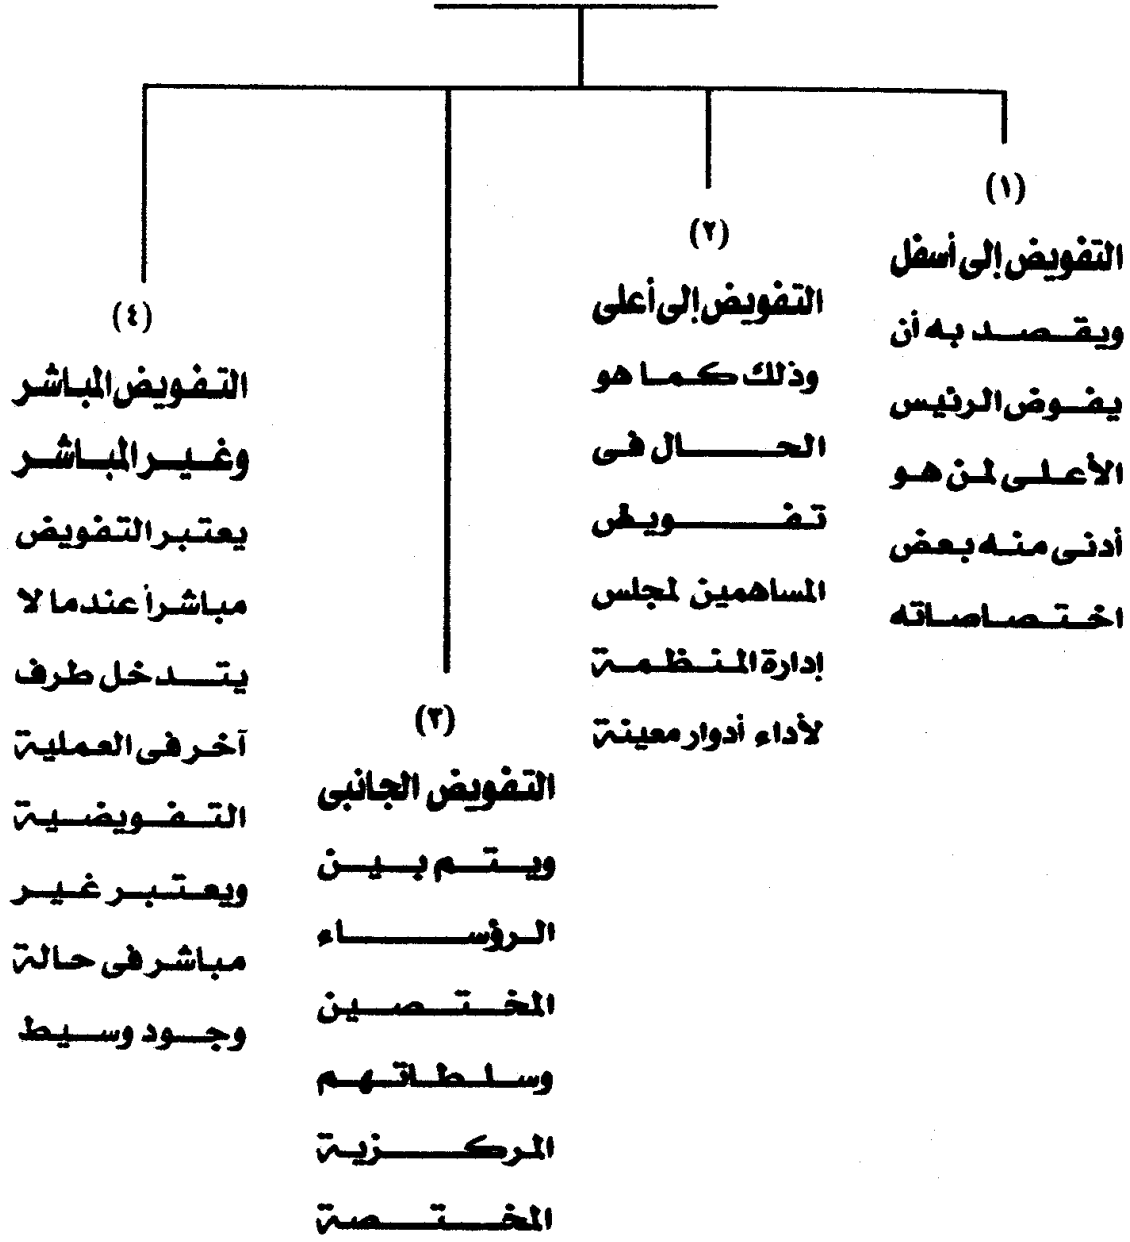 (١)
التفويض إلى أسفل
ويقصد به أن
يفوض الرئيس
الأعلى لمن هو
أدنى منه بعض
اختصاصاته
(٢)
التفويض إلى أعلى
وذلك كما هو
الحال فى
تفويض
المساهمين لمجلس
إدارة المنظمة
لأداء أدوار معينة
(٣)
التفويض الجانبى
ويتم بين
الرؤساء
المختصين
وسلطاتهم
المركزية
المختصة
(٤)
التفويض المباشر
وغير المباشر
يعتبر التفويض
مباشراً عندما لا
يتدخل طرف
آخر فى العملية
التفويضية
ويعتبر غير
مباشر فى حالة
وجود وسيط